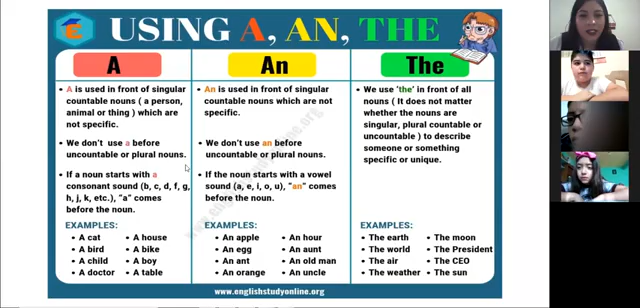 USING A, AN, THE
A
A is used in front of singular
countable nouns (a person,
animal or thing) which are
not specific.
We don't use a before
uncountable or plural nouns.
If a noun starts with a
consonant sound (b, c, d, f, g,
h, j, k, etc.), "a" comes
before the noun.
EXAMPLES:
A cat
A bird
A child
A doctor
A house
A bike
A boy
A table
An
An is used in front of singular
countable nouns which are
not specific.
We don't use an before
uncountable or plural nouns.
If the noun starts with a vowel
sound (a, e, i, o, u), "an" comes
before the noun.
EXAMPLES:
An apple
An egg
An ant
An orange
An hour
An aunt
An old man
An uncle
The
We use 'the' in front of all
nouns ( It does not matter
whether the nouns are
singular, plural countable or
uncountable) to describe
someone or something
specific or unique.
EXAMPLES:
The earth
The world
The air
The weather
The moon
The President
The CEO
The sun
www.englishstudyonline.org